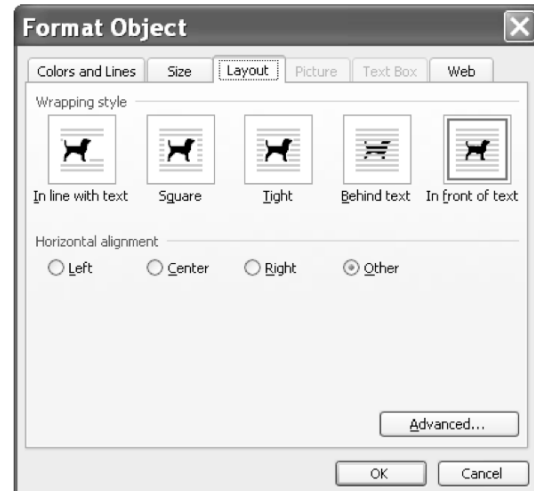 Format Object
Colors and Lines Size Layout Picture Text Box Web
Wrapping style
In line with text Square Tight Behind text In front of text
Horizontal alignment
Left Center Right Other
Advanced...
OK Cancel